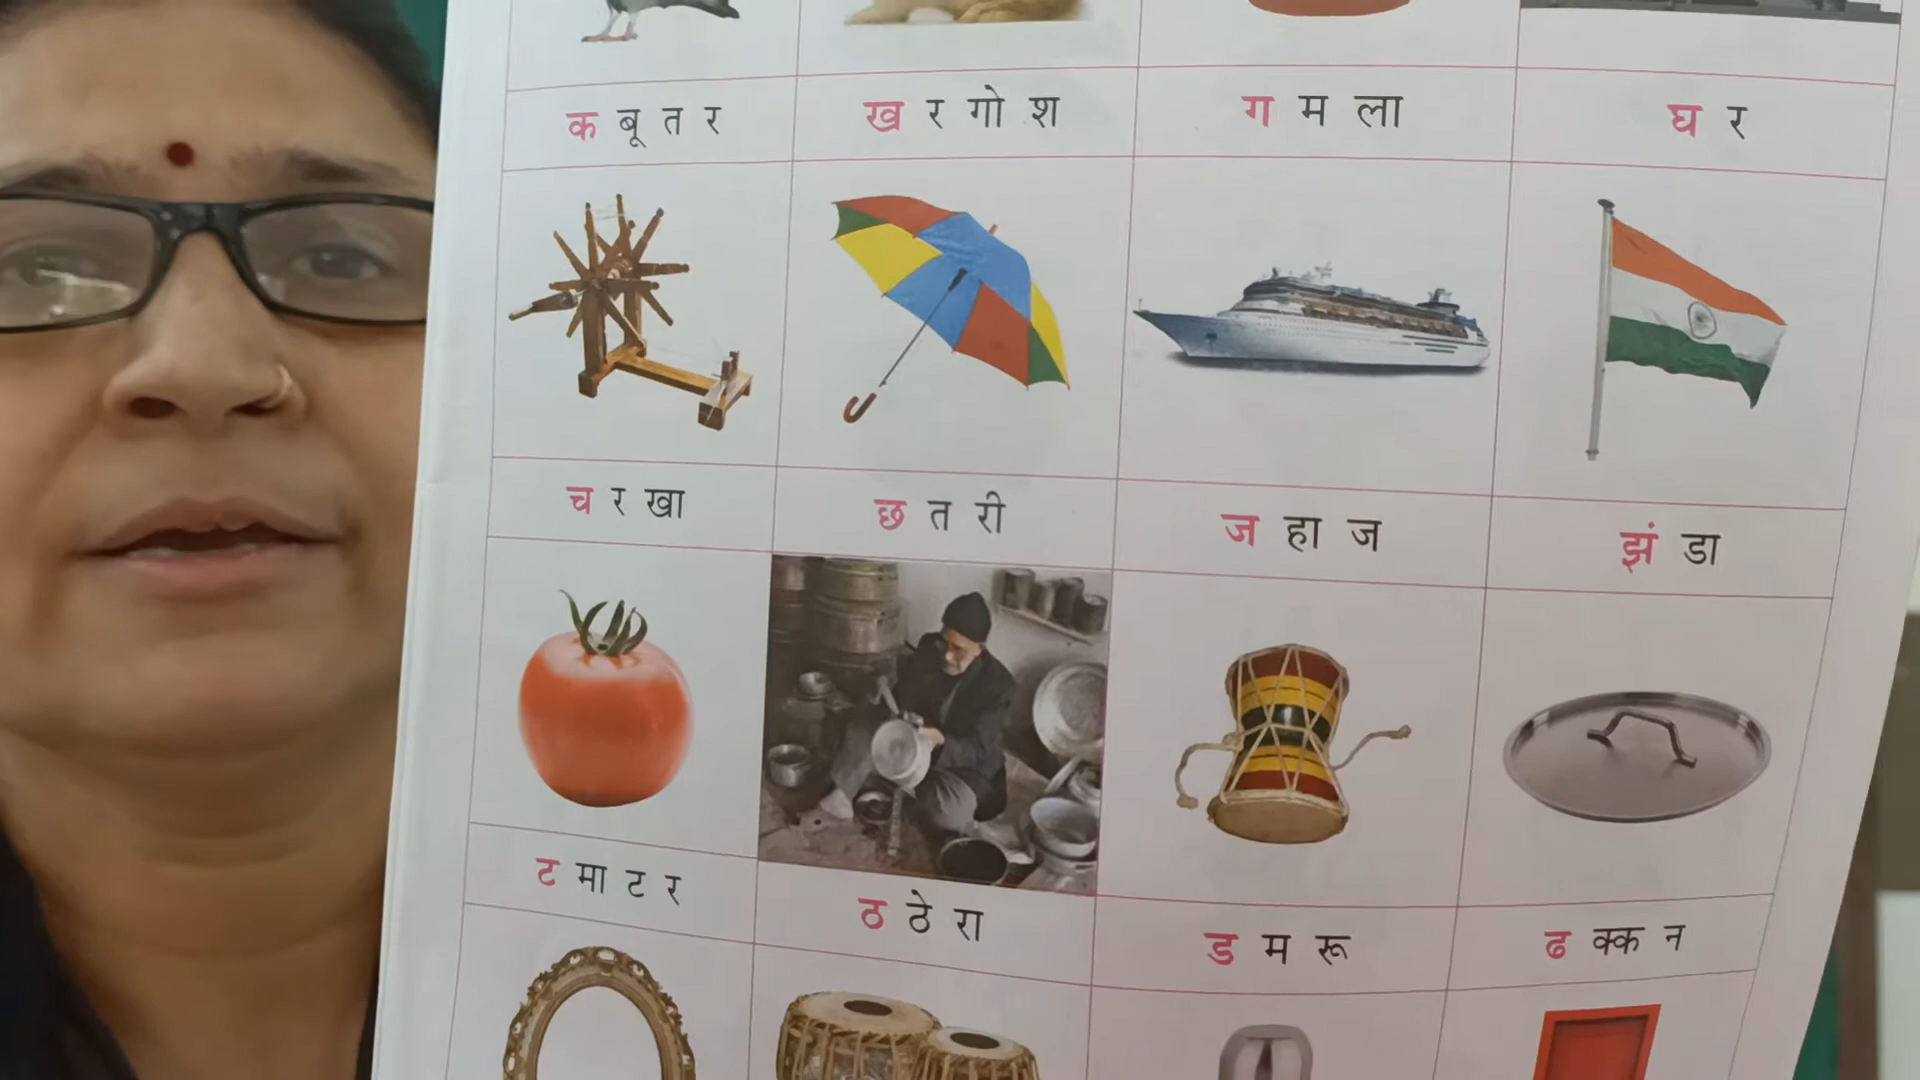 क बू त र ख र गो श ग म ला घ र
च र खा छ त री ज हा ज झं डा
ट मा ट र ठ ठे रा ड म रू ढ क्क न